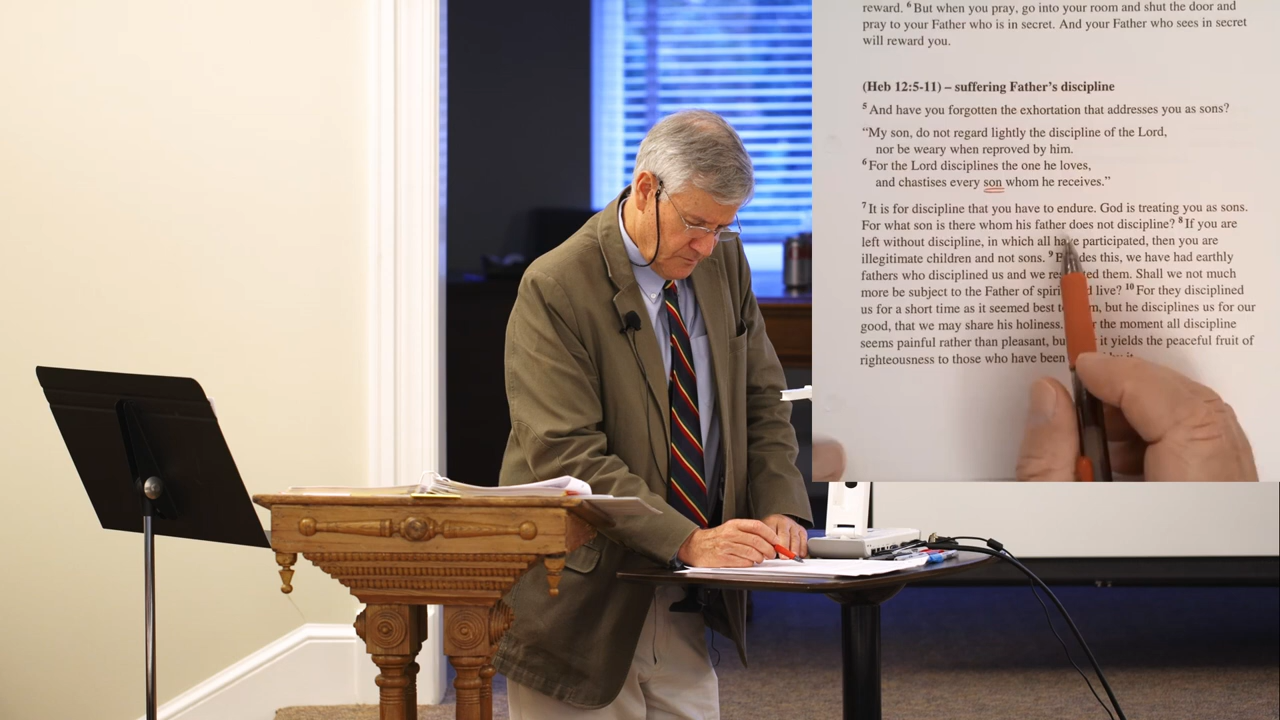 reward. 6 But when you pray, go into your room and shut the door and
pray to your Father who is in secret. And your Father who sees in secret
will reward you.
(Heb 12:5-11) – suffering Father's discipline
5 And have you forgotten the exhortation that addresses you as sons?
“My son, do not regard lightly the discipline of the Lord,
nor be weary when reproved by him.
6 For the Lord disciplines the one he loves,
and chastises every son whom he receives.”
7 It is for discipline that you have to endure. God is treating you as sons.
For what son is there whom his father does not discipline? 8 If you are
left without discipline, in which all have participated, then you are
illegitimate children and not sons. 9 this, we have had earthly
fathers who disciplined us and we them. Shall we not much
more be subject to the Father of live? 10 For they disciplined
us for a short time as it seemed best but he disciplines us for our
good, that we may share his holiness. the moment all discipline
seems painful rather than pleasant, it yields the peaceful fruit of
righteousness to those who have been